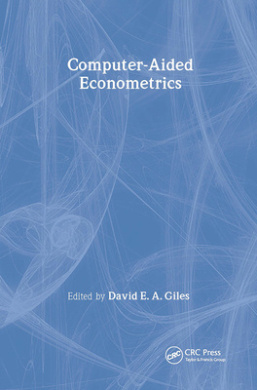 Computer-Aided
Econometrics
Edited by David E. A. Giles
CRC Press
Taylor & Francis Group